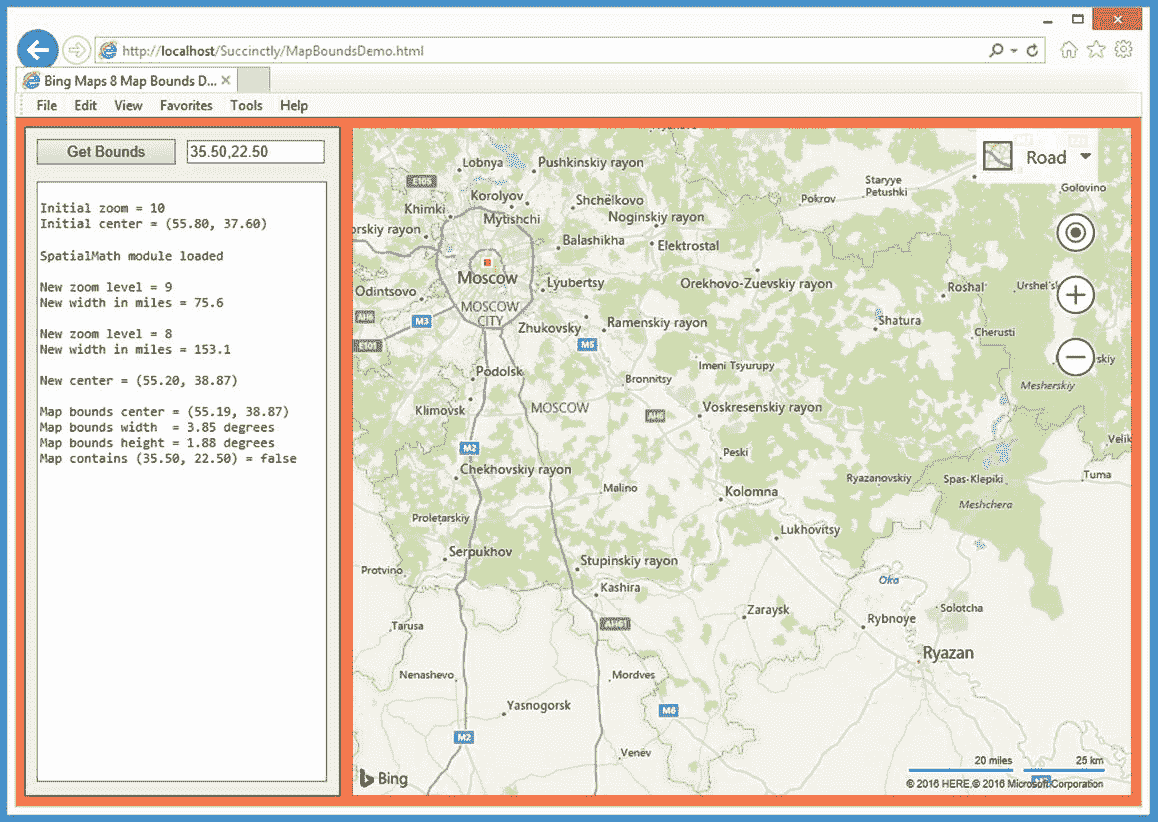 http://localhost/Succinctly/MapBoundsDemo.html
Bing Maps 8 Map Bounds D...
File Edit View Favorites Tools Help
Get Bounds
35.50,22.50
Initial zoom = 10
Initial center = (55.80, 37.60)
SpatialMath module loaded
New zoom level = 9
New width in miles = 75.6
New zoom level = 8
New width in miles = 153.1
New center = (55.20, 38.87)
Map bounds center = (55.19, 38.87)
Map bounds width  = 3.85 degrees
Map bounds height = 1.88 degrees
Map contains (35.50, 22.50) = false
Road
Lobnya
Pushkinskiy rayon
E105
Korolyov
Khimki
Mytishchi
Shchëlkovo
Noginskiy rayon
Staryye
Petushki
Pokrov
Golovino
orskiy rayon
Balashikha
Elektrostal
Moscow
Lyubertsy
Orekhovo-Zuevskiy rayon
Roshal'
Urshel's
Odintsovo
MOSCOW
CITY
AH6
M3
Zhukovsky
Ramenskiy rayon
Shatura
Cherusti
E101
M5
skiy
Podolsk
Imeni Tsyurupy
Bronnitsy
Mesherskiy
Klimovsk
MOSCOW
AH6
Voskresenskiy rayon
Velik
M2
Peski
Chekhovskiy rayon
Malino
Kolomna
Ryazanovskiy
Spas-Klepiki
Tuma
Meshchera
Proletarskiy
Lukhovitsy
Serpukhov
Stupinskiy rayon
Protvino
Kashira
Oka
Zaraysk
Solotcha
Rybnoye
Tarusa
Ryazan
Nenashevo
Mordves
Yasnogorsk
M6
M2
Venëv
Bing
20 miles
25 km
© 2016 HERE © 2016 Microsoft Corporation